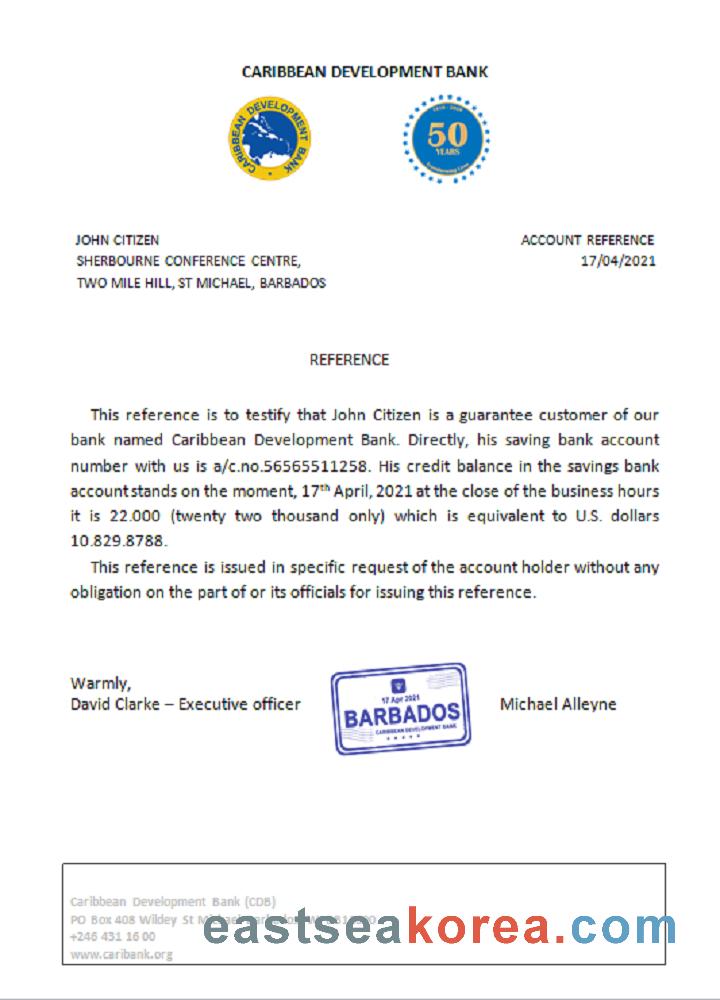 CARIBBEAN DEVELOPMENT BANK
CARIBBEAN DEVELOPMENT BANK
50
YEARS
JOHN CITIZEN
SHERBOURNE CONFERENCE CENTRE,
TWO MILE HILL, ST MICHAEL, BARBADOS
ACCOUNT REFERENCE
17/04/2021
REFERENCE
This reference is to testify that John Citizen is a guarantee customer of our
bank named Caribbean Development Bank. Directly, his saving bank account
number with us is a/c.no.56565511258. His credit balance in the savings bank
account stands on the moment, 17th April, 2021 at the close of the business hours
it is 22.000 (twenty two thousand only) which is equivalent to U.S. dollars
10.829.8788.
This reference is issued in specific request of the account holder without any
obligation on the part of or its officials for issuing this reference.
Warmly,
David Clarke – Executive officer
17 Apr 2021
BARBADOS
CARIBBEAN DEVELOPMENT BANK
Michael Alleyne
Caribbean Development Bank (CDB)
PO Box 408 Wildey St Michael
+246 431 16 00
www.caribank.org
eastseakorea.com